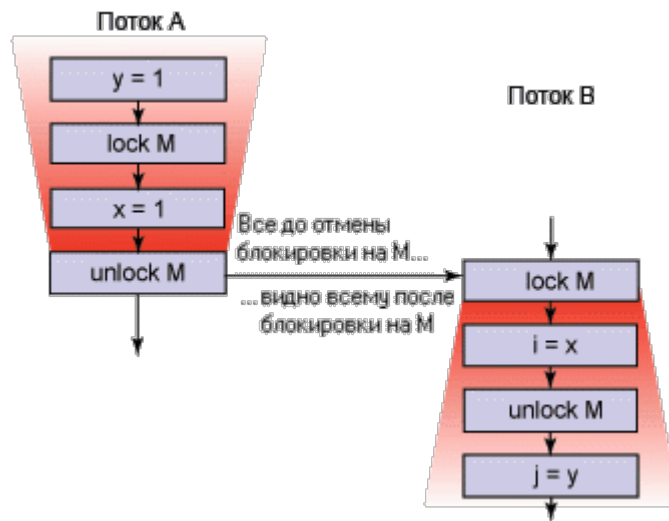 Поток А
y = 1
lock M
x = 1
unlock M
Все до отмены
блокировки на М...
...видно всему после
блокировки на М
Поток В
lock M
i = x
unlock M
j = y